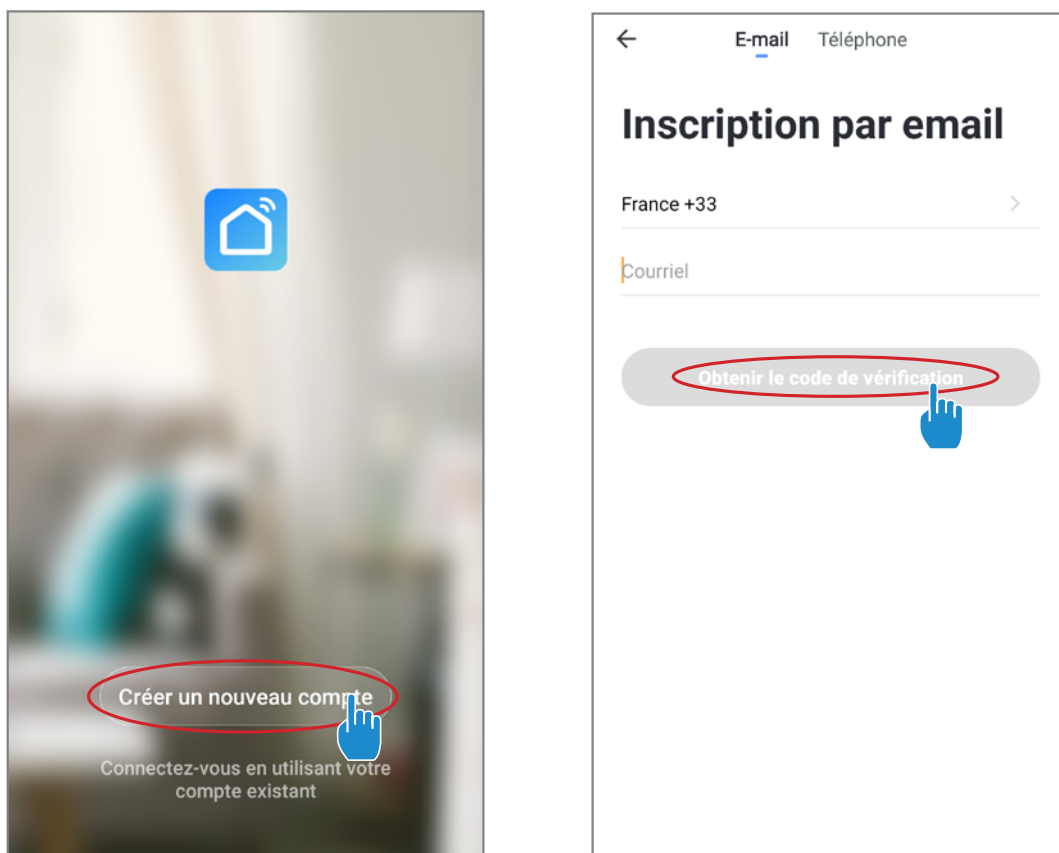 Créer un nouveau compte
Connectez-vous en utilisant votre
compte existant
E-mail Téléphone
Inscription par email
France +33
Courriel
Obtenir le code de vérification